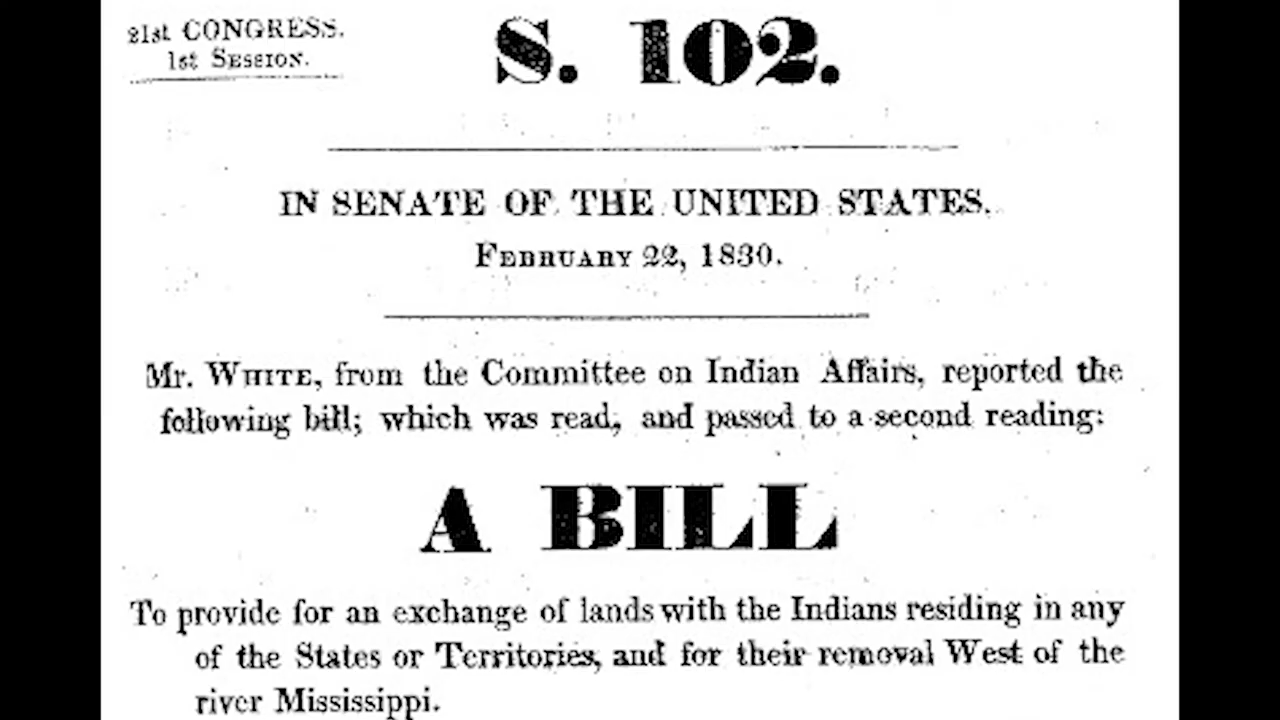 21st CONGRESS.
1st SESSION.
S. 102.
IN SENATE OF THE UNITED STATES.
FEBRUARY 22, 1830.
Mr. WHITE, from the Committee on Indian Affairs, reported the
following bill; which was read, and passed to a second reading:
A BILL
To provide for an exchange of lands with the Indians residing in any
of the States or Territories, and for their removal West of the
river Mississippi.